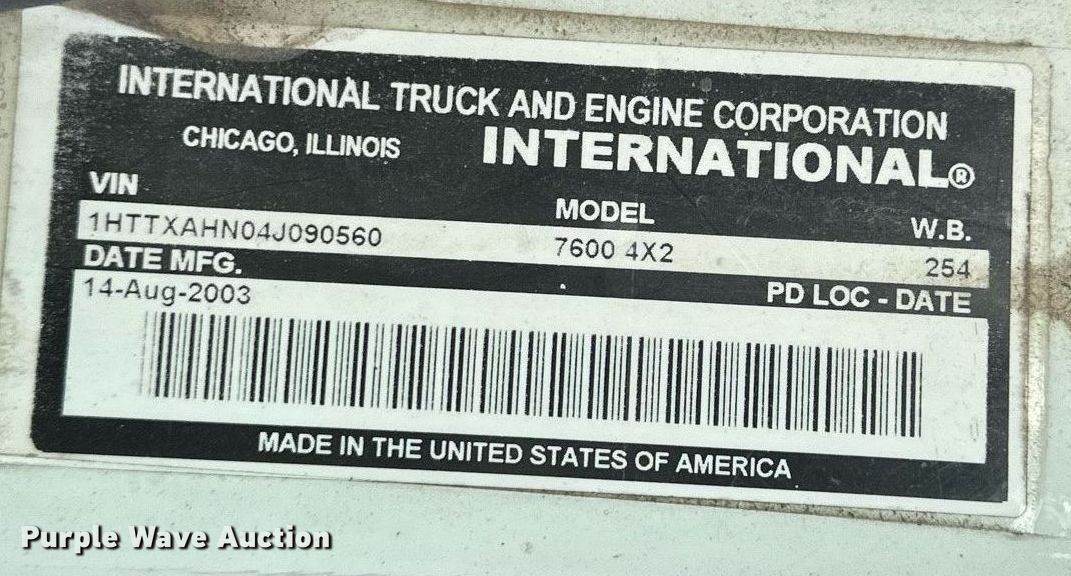 INTERNATIONAL TRUCK AND ENGINE CORPORATION
CHICAGO, ILLINOIS INTERNATIONAL®
VIN MODEL W.B.
1HTTXAHN04J090560 7600 4X2 254
DATE MFG. PD LOC - DATE
14-Aug-2003
MADE IN THE UNITED STATES OF AMERICA
Purple Wave Auction